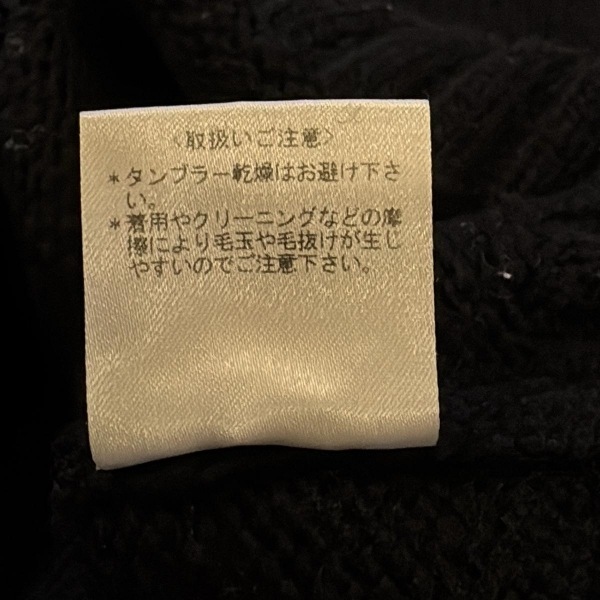 〈取扱いご注意〉
*タンブラー乾燥はお避け下さ
い。
*着用やクリーニングなどの摩
擦により毛玉や毛抜けが生じ
やすいのでご注意下さい。